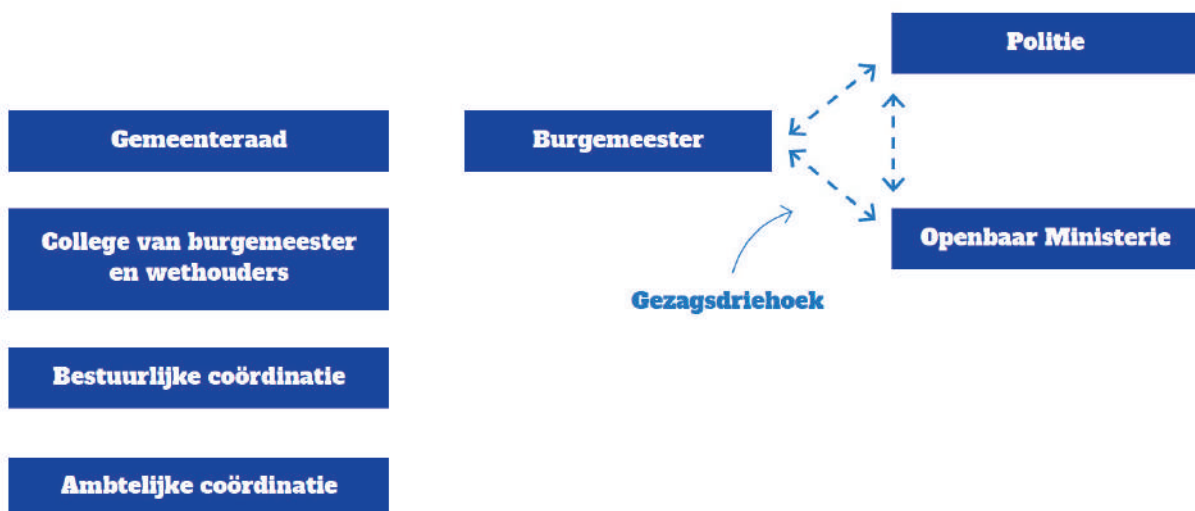 Politie
Gemeenteraad
Burgemeester
College van burgemeester
en wethouders
Openbaar Ministerie
Gezagsdriehoek
Bestuurlijke coördinatie
Ambtelijke coördinatie